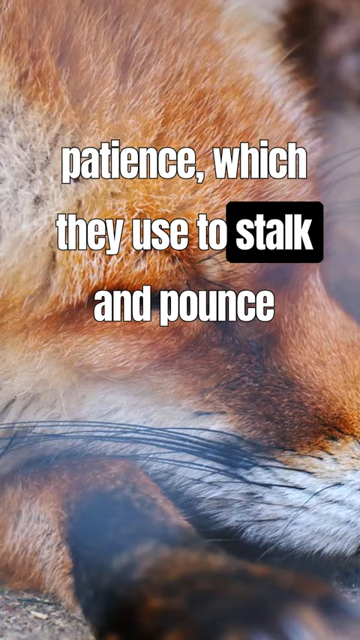 patience, which
they use to stalk
and pounce